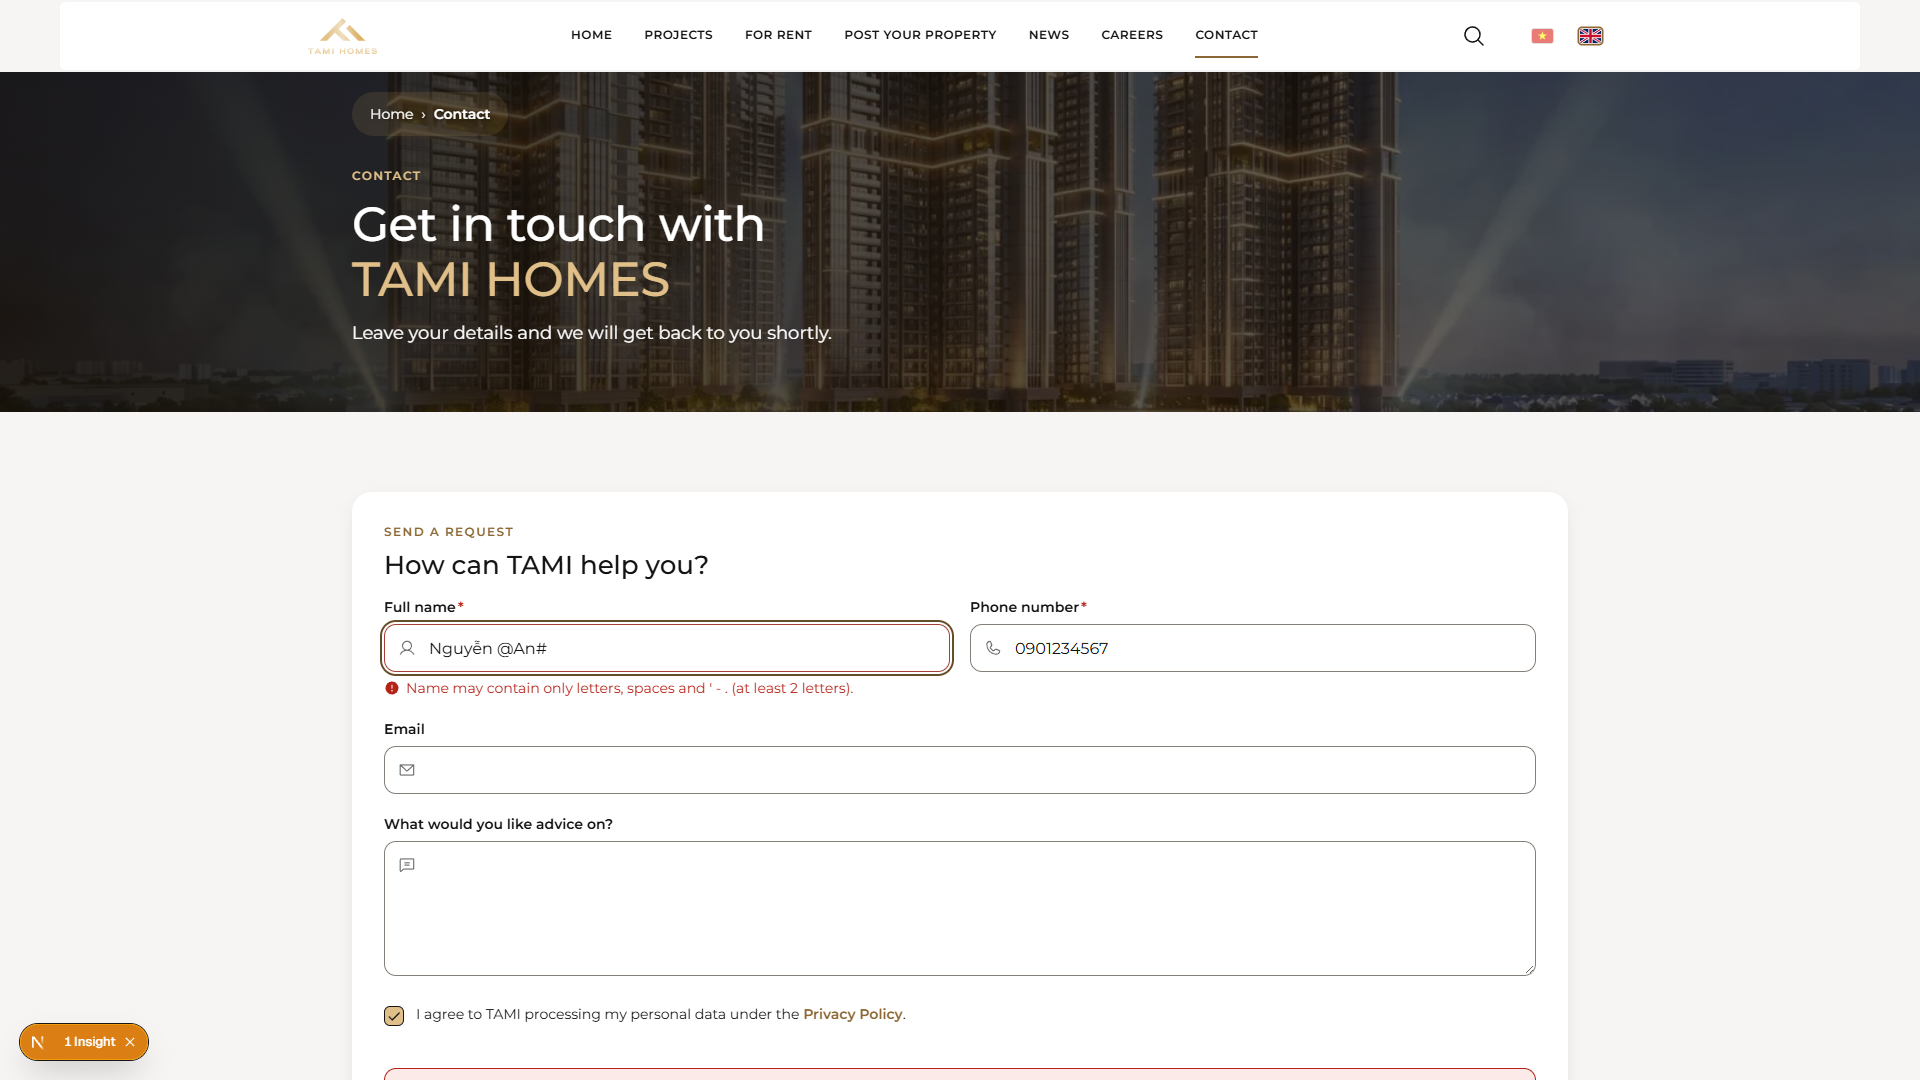 TAMI HOMES
HOME PROJECTS FOR RENT POST YOUR PROPERTY NEWS CAREERS CONTACT
Home › Contact
CONTACT
Get in touch with
TAMI HOMES
Leave your details and we will get back to you shortly.
SEND A REQUEST
How can TAMI help you?
Full name*
Phone number*
Nguyễn @An#
0901234567
Name may contain only letters, spaces and ' - . (at least 2 letters).
Email
What would you like advice on?
I agree to TAMI processing my personal data under the Privacy Policy.
N 1 Insight